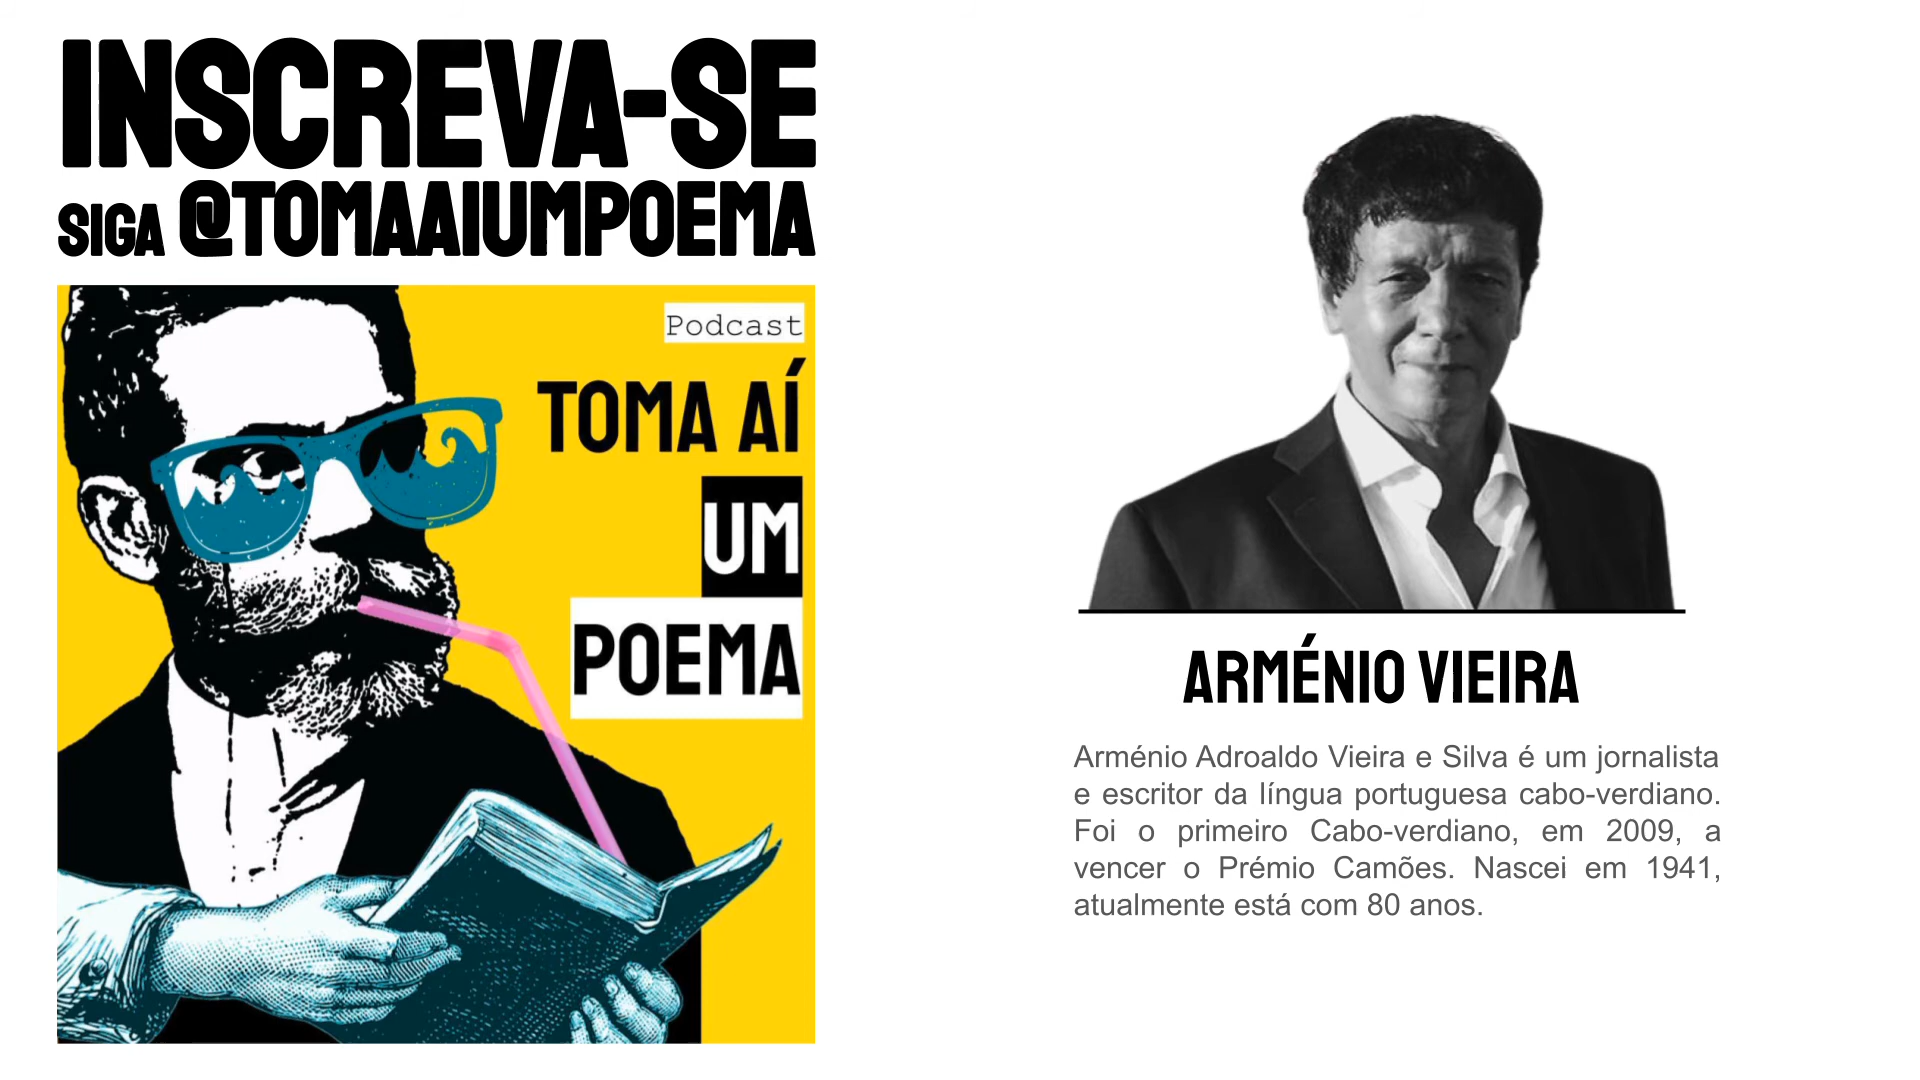 INSCREVA-SE
SIGA @TOMAAIUMPOEMA
Podcast
TOMA AÍ
UM
POEMA
ARMÉNIO VIEIRA
Arménio Adroaldo Vieira e Silva é um jornalista
e escritor da língua portuguesa cabo-verdiano.
Foi o primeiro Cabo-verdiano, em 2009, a
vencer o Prémio Camões. Nascei em 1941,
atualmente está com 80 anos.